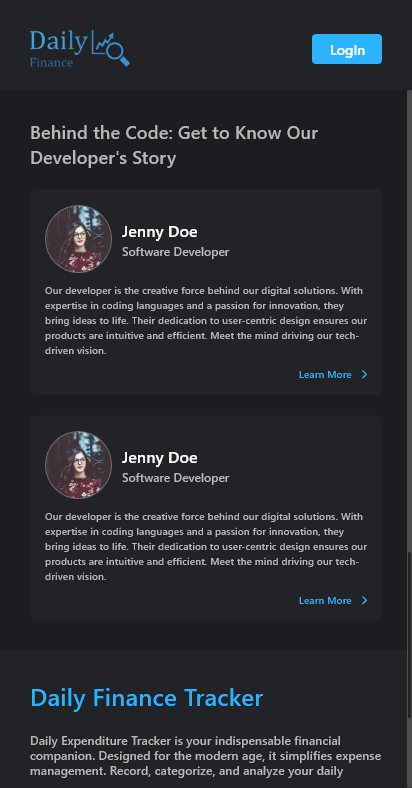 Daily
Finance
LogIn
Behind the Code: Get to Know Our
Developer's Story
Jenny Doe
Software Developer
Our developer is the creative force behind our digital solutions. With
expertise in coding languages and a passion for innovation, they
bring ideas to life. Their dedication to user-centric design ensures our
products are intuitive and efficient. Meet the mind driving our tech-
driven vision.
Learn More
Jenny Doe
Software Developer
Our developer is the creative force behind our digital solutions. With
expertise in coding languages and a passion for innovation, they
bring ideas to life. Their dedication to user-centric design ensures our
products are intuitive and efficient. Meet the mind driving our tech-
driven vision.
Learn More
Daily Finance Tracker
Daily Expenditure Tracker is your indispensable financial
companion. Designed for the modern age, it simplifies expense
management. Record, categorize, and analyze your daily